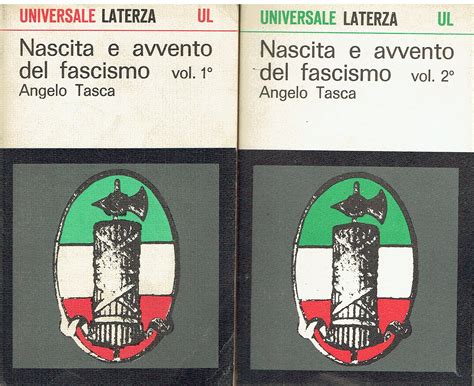 UNIVERSALE LATERZA UL
Nascita e avvento
del fascismo vol. 1°
Angelo Tasca
UNIVERSALE LATERZA UL
Nascita e avvento
del fascismo vol. 2°
Angelo Tasca